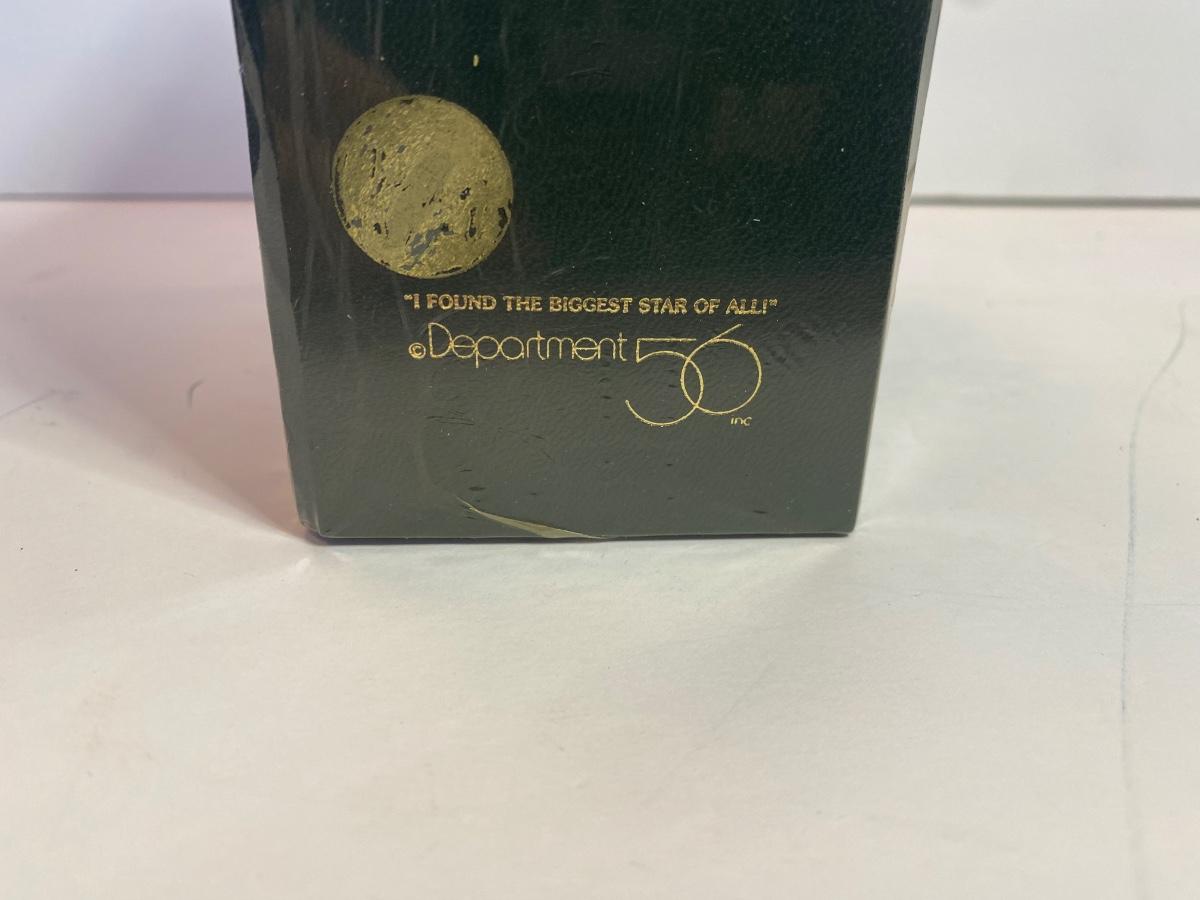 "I FOUND THE BIGGEST STAR OF ALL!"
©Department 56
inc